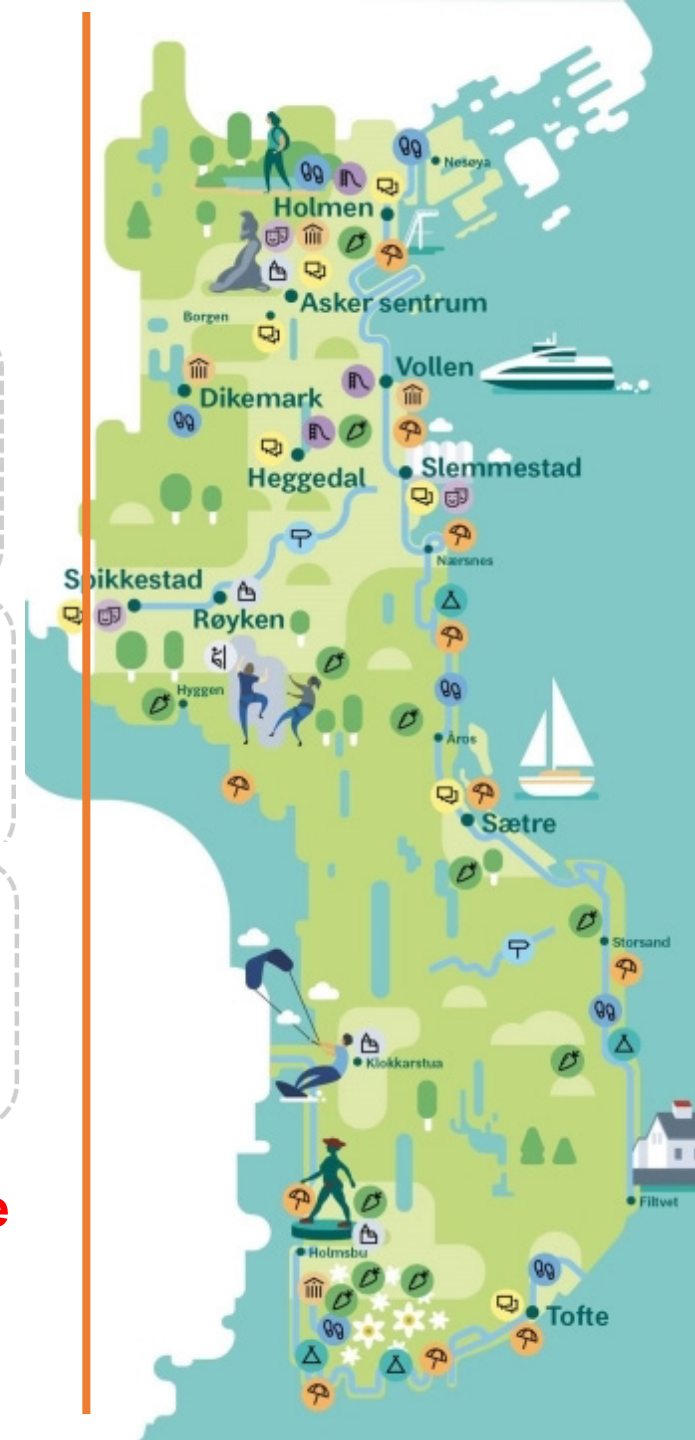 Nesøya
Holmen
Asker sentrum
Borgen
Vollen
Dikemark
Slemmestad
Heggedal
Nærsnes
Spikkestad
Røyken
Hyggen
Åros
Sætre
Storsand
Klokkarstua
e
Filtvet
Holmsbu
Tofte